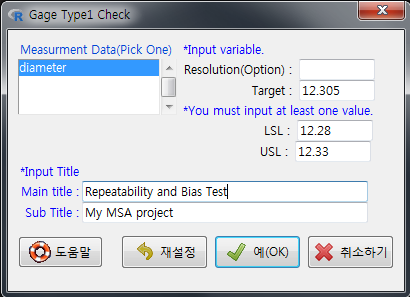 Gage Type1 Check
Measurment Data(Pick One)
diameter
*Input variable.
Resolution(Option) :
Target : 12.305
*You must input at least one value.
LSL : 12.28
USL : 12.33
*Input Title
Main title : Repeatability and Bias Test
Sub Title : My MSA project
도움말 재설정 예(OK) 취소하기